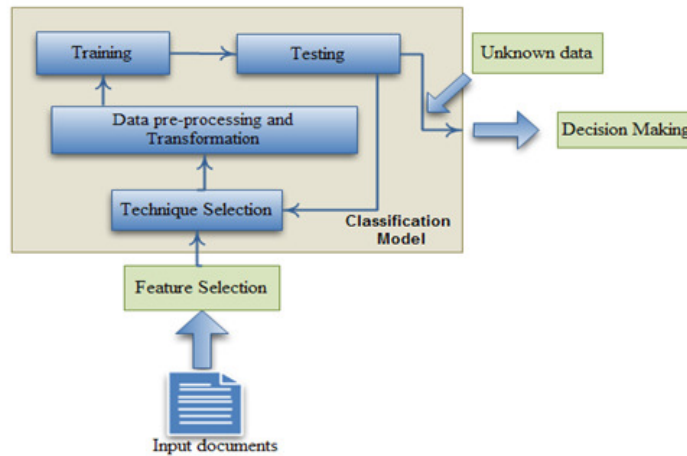 Training
Testing
Unknown data
Data pre-processing and
Transformation
Decision Making
Technique Selection
Classification
Model
Feature Selection
Input documents